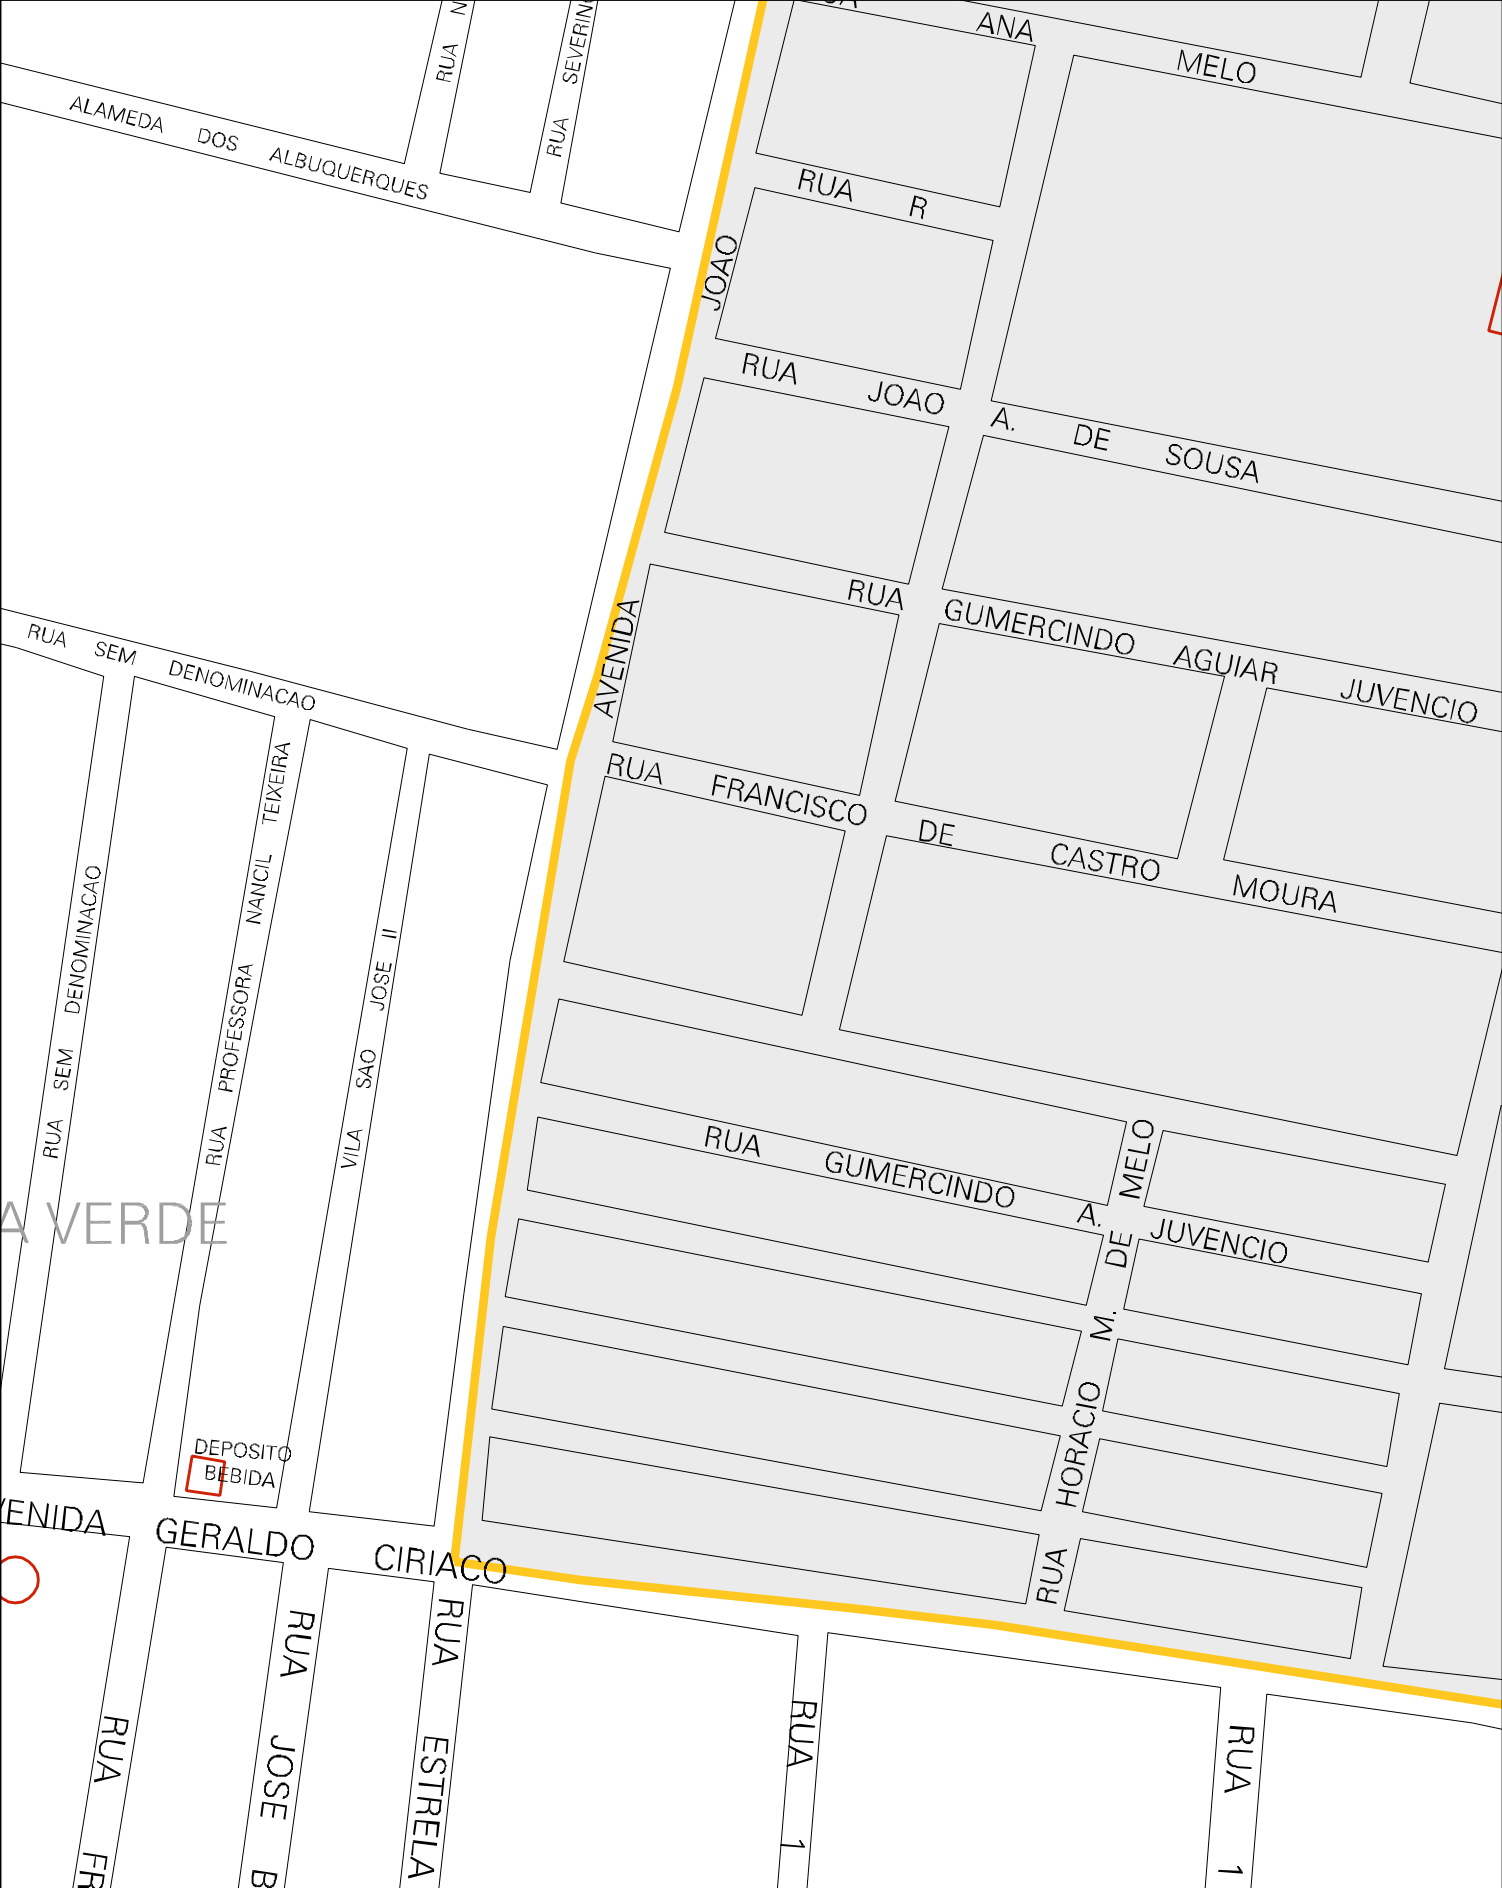 ANA MELO
RUA N
RUA SEVERIN
ALAMEDA DOS ALBUQUERQUES
RUA R
AVENIDA JOAO
RUA JOAO A. DE SOUSA
RUA GUMERCINDO AGUIAR JUVENCIO
RUA SEM DENOMINACAO
RUA FRANCISCO DE CASTRO MOURA
RUA SEM DENOMINACAO
RUA PROFESSORA NANCIL TEIXEIRA
VILA SAO JOSE II
RUA GUMERCINDO A. JUVENCIO
RUA HORACIO M. DE MELO
A VERDE
DEPOSITO
BEBIDA
VENIDA GERALDO CIRIACO
RUA FR
RUA JOSE B
RUA ESTRELA
RUA 1
RUA 1